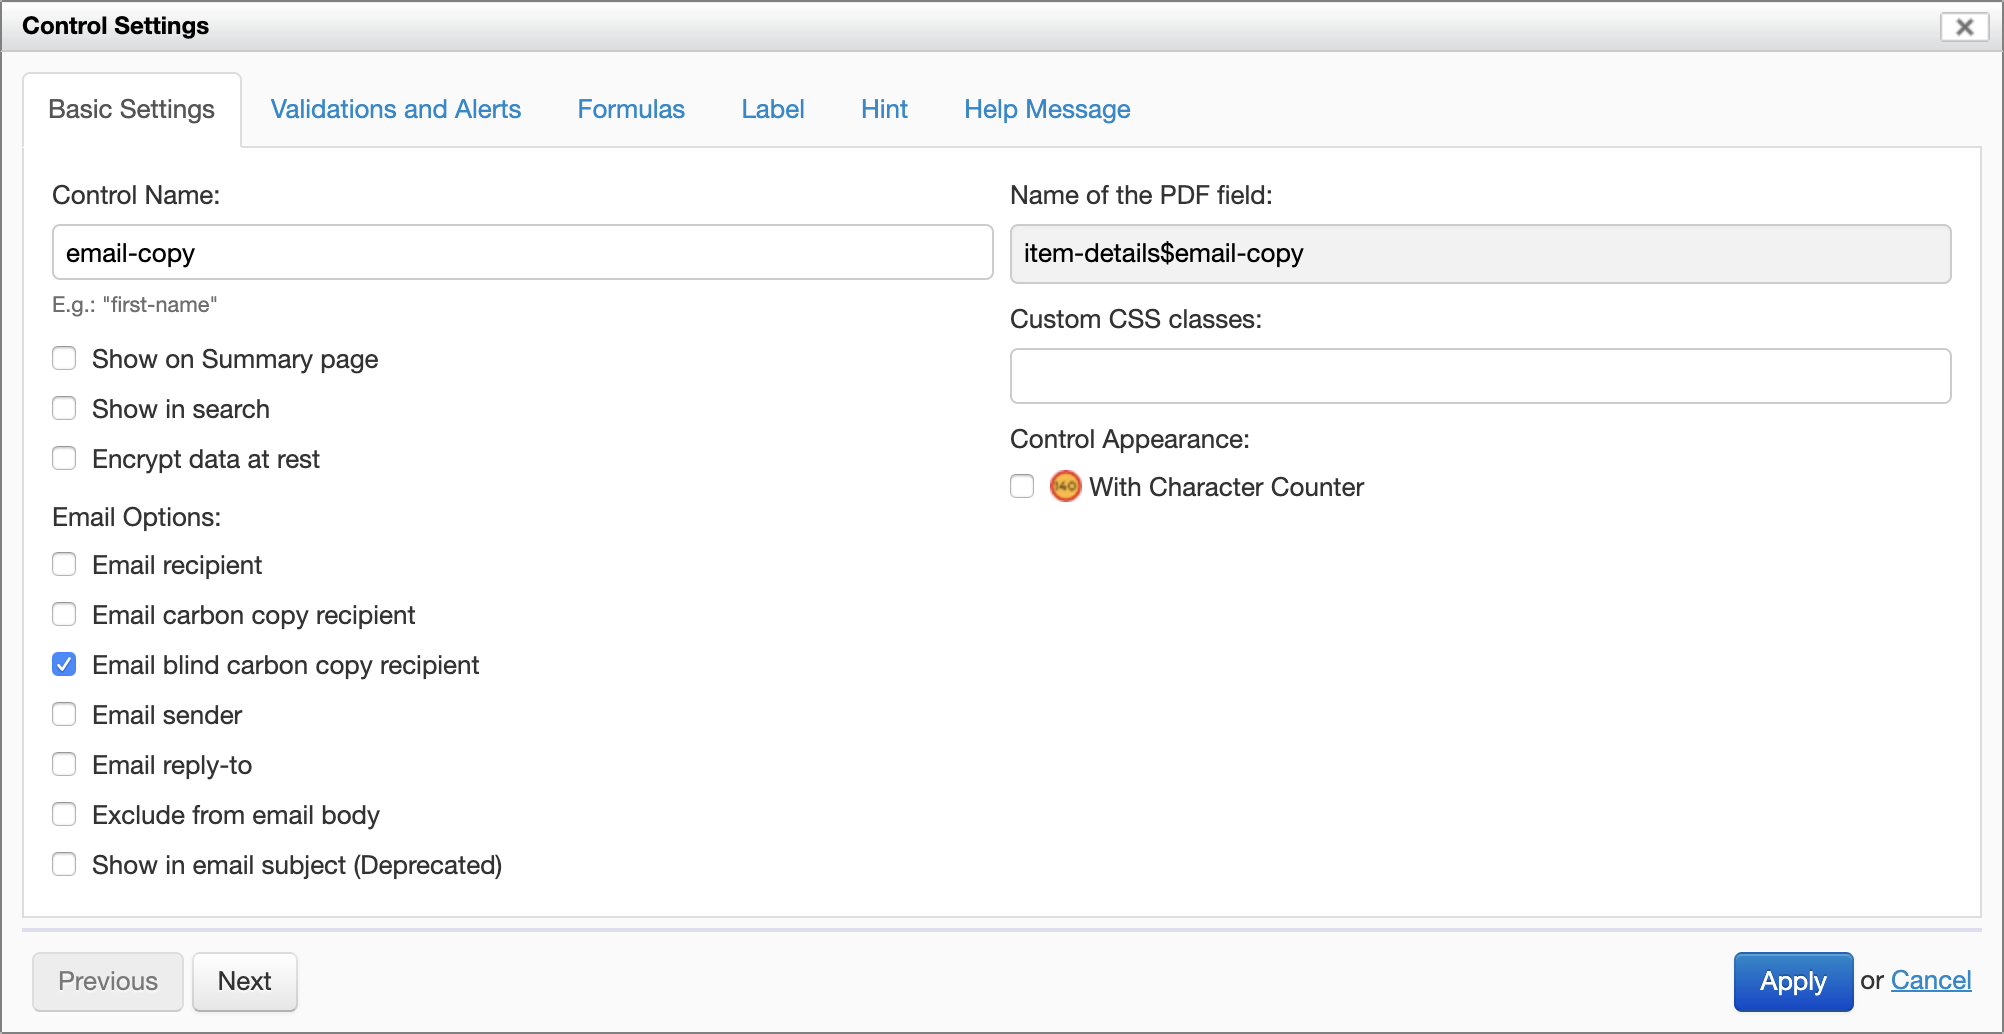 Control Settings
Basic Settings Validations and Alerts Formulas Label Hint Help Message
Control Name:
email-copy
E.g.: "first-name"
Show on Summary page
Show in search
Encrypt data at rest
Email Options:
Email recipient
Email carbon copy recipient
Email blind carbon copy recipient
Email sender
Email reply-to
Exclude from email body
Show in email subject (Deprecated)
Name of the PDF field:
item-details$email-copy
Custom CSS classes:
Control Appearance:
140 With Character Counter
Previous Next Apply or Cancel